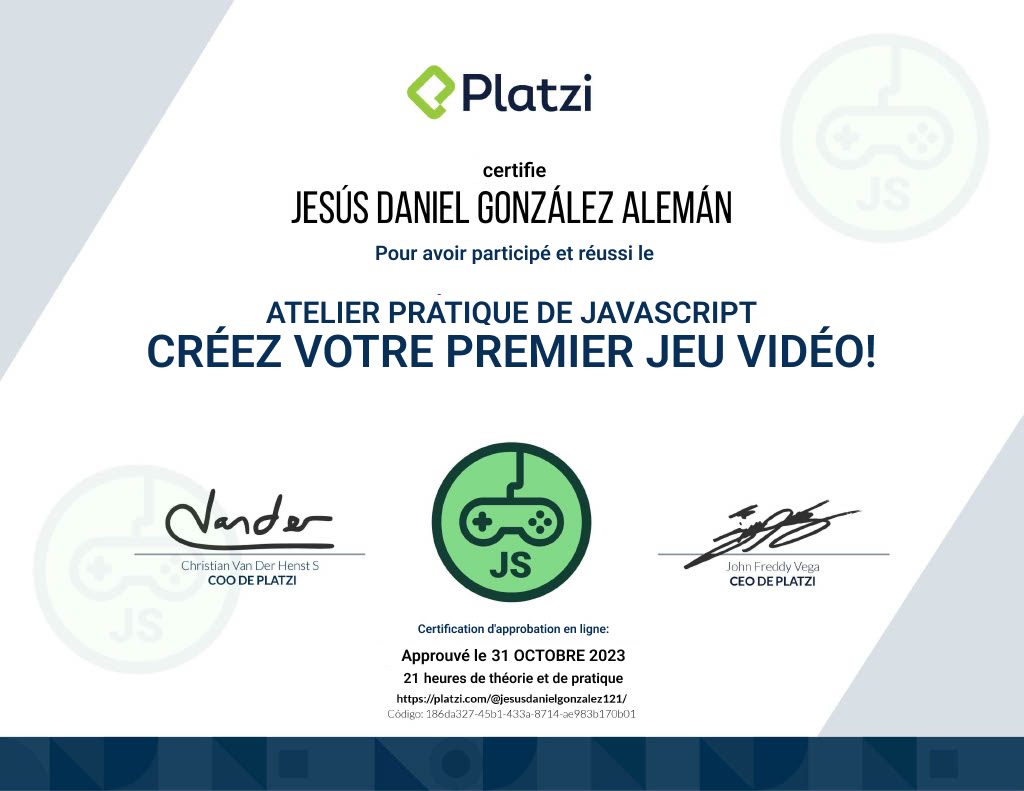 Platzi
certifie
JESÚS DANIEL GONZÁLEZ ALEMÁN
Pour avoir participé et réussi le
ATELIER PRATIQUE DE JAVASCRIPT
CRÉEZ VOTRE PREMIER JEU VIDÉO!
JS
Vander
Christian Van Der Henst S
COO DE PLATZI
JS
John Freddy Vega
CEO DE PLATZI
JS
Certification d'approbation en ligne:
Approuvé le 31 OCTOBRE 2023
21 heures de théorie et de pratique
https://platzi.com/@jesusdanielgonzalez121/
Código: 186da327-45b1-433a-8714-ae983b170b01